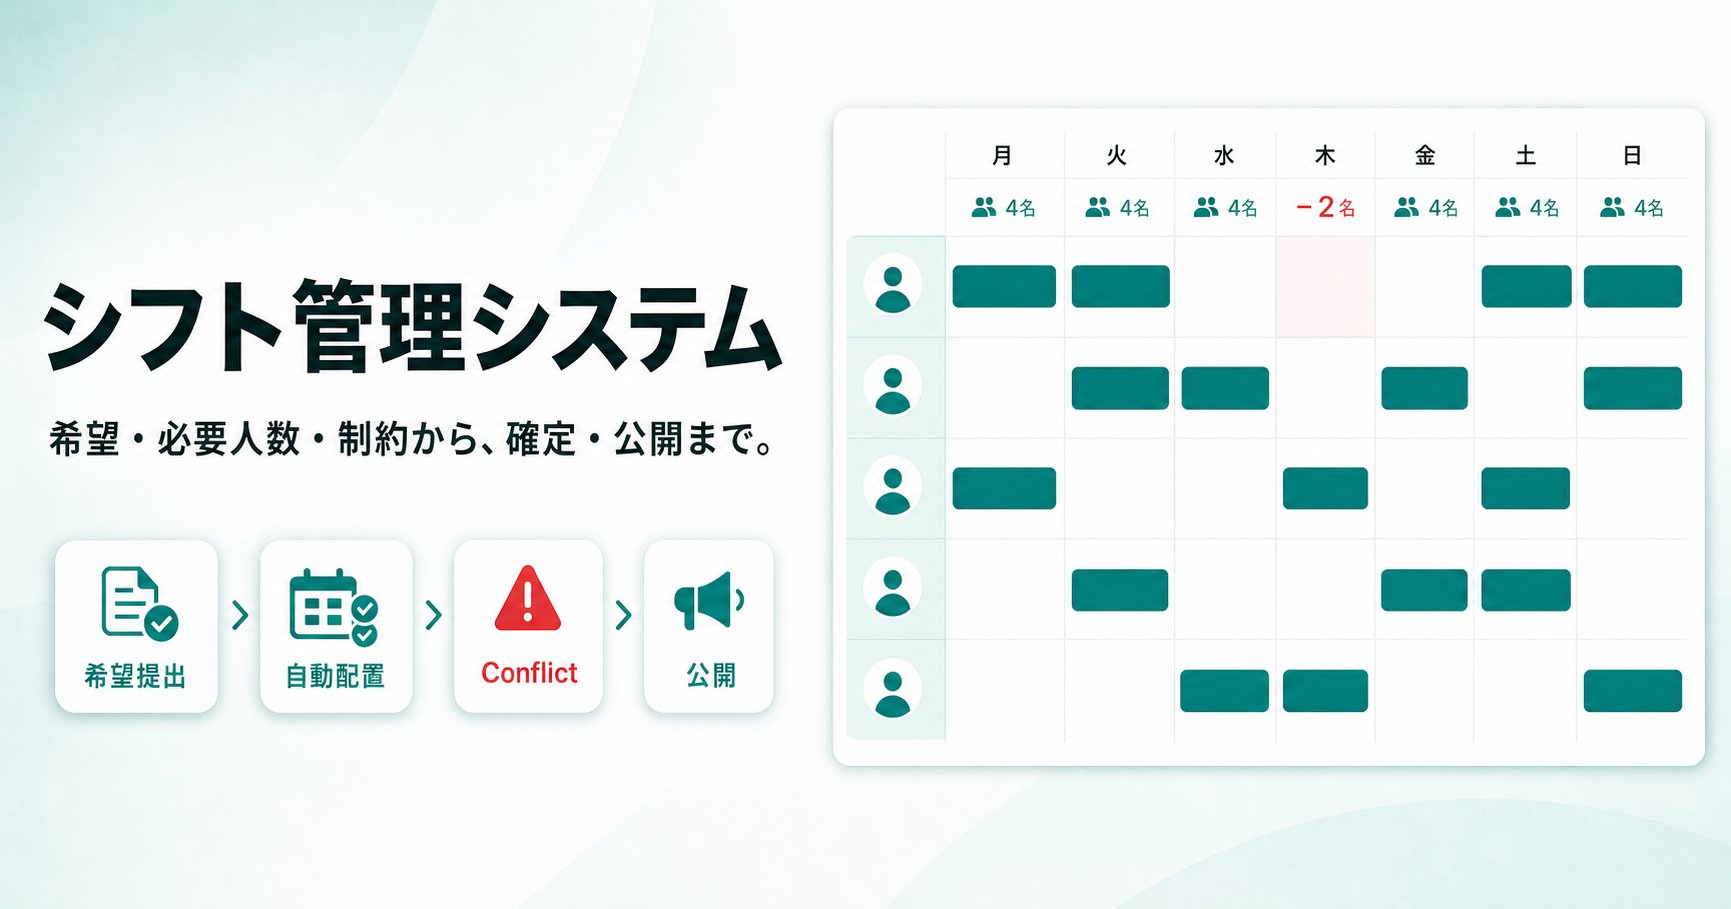 シフト管理システム
希望・必要人数・制約から、確定・公開まで。
希望提出
自動配置
Conflict
公開
月 火 水 木 金 土 日
4名 4名 4名 −2名 4名 4名 4名